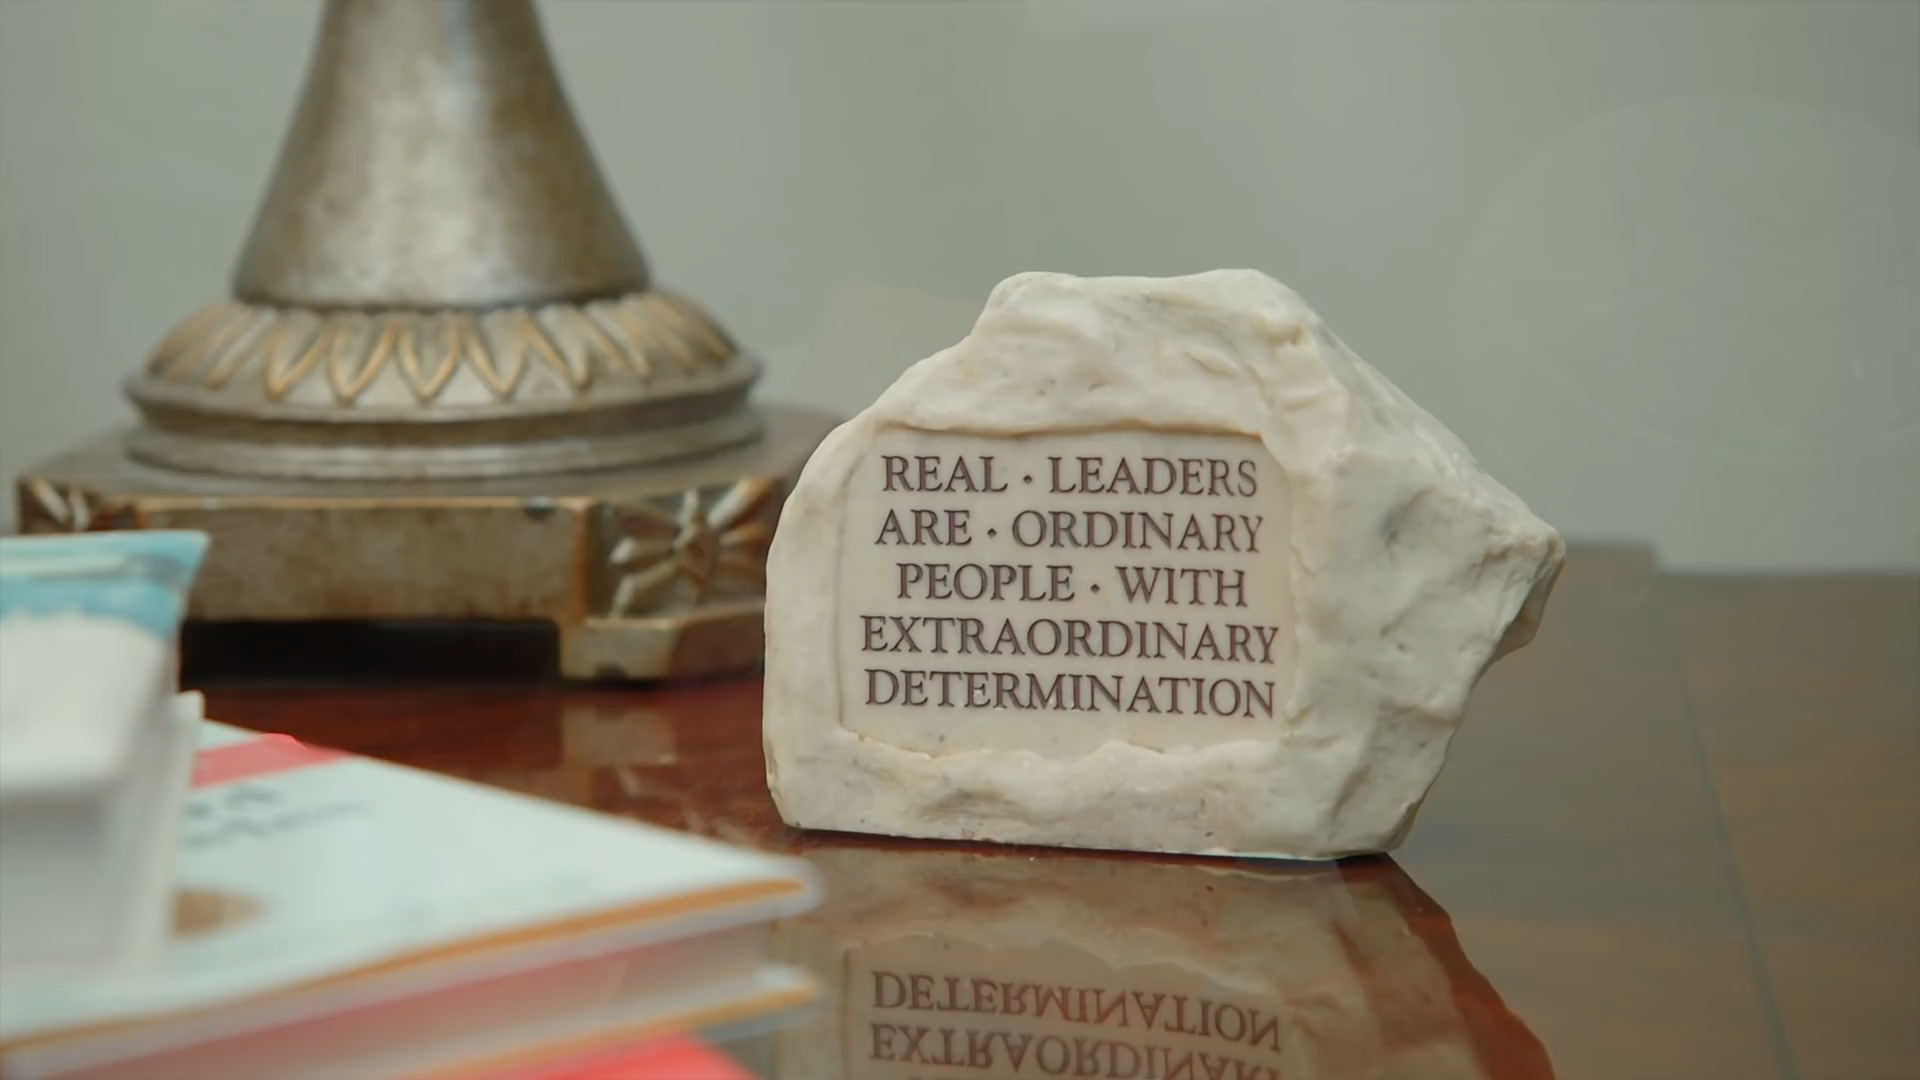 REAL · LEADERS
ARE · ORDINARY
PEOPLE · WITH
EXTRAORDINARY
DETERMINATION